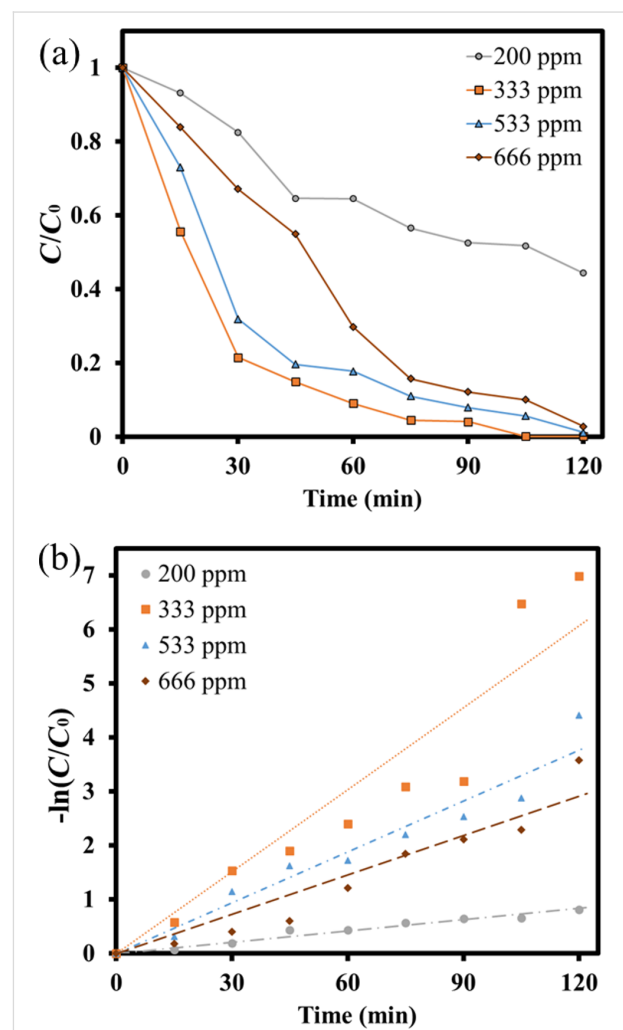 (a)
1
0.8
0.6
0.4
0.2
0
C/C₀
200 ppm
333 ppm
533 ppm
666 ppm
0 30 60 90 120
Time (min)
(b)
7
6
5
4
3
2
1
0
-ln(C/C₀)
200 ppm
333 ppm
533 ppm
666 ppm
0 30 60 90 120
Time (min)